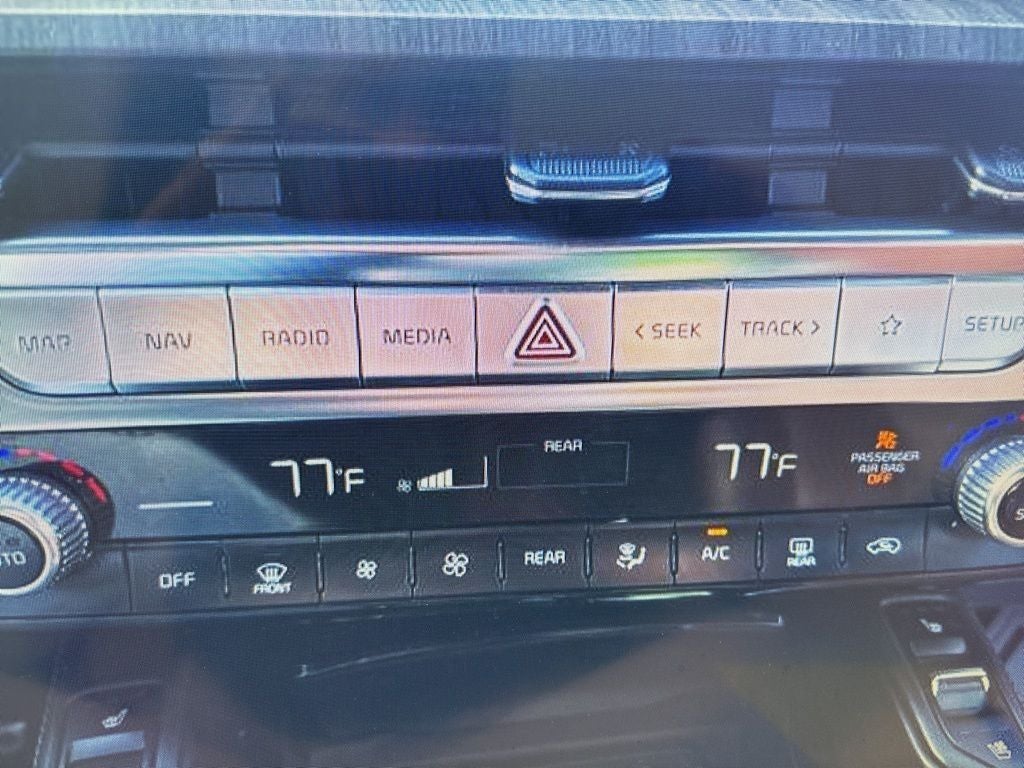 MAP
NAV
RADIO
MEDIA
< SEEK
TRACK >
SETUP
77°F
REAR
77°F
PASSENGER
AIR BAG
OFF
OFF
FRONT
REAR
A/C
REAR